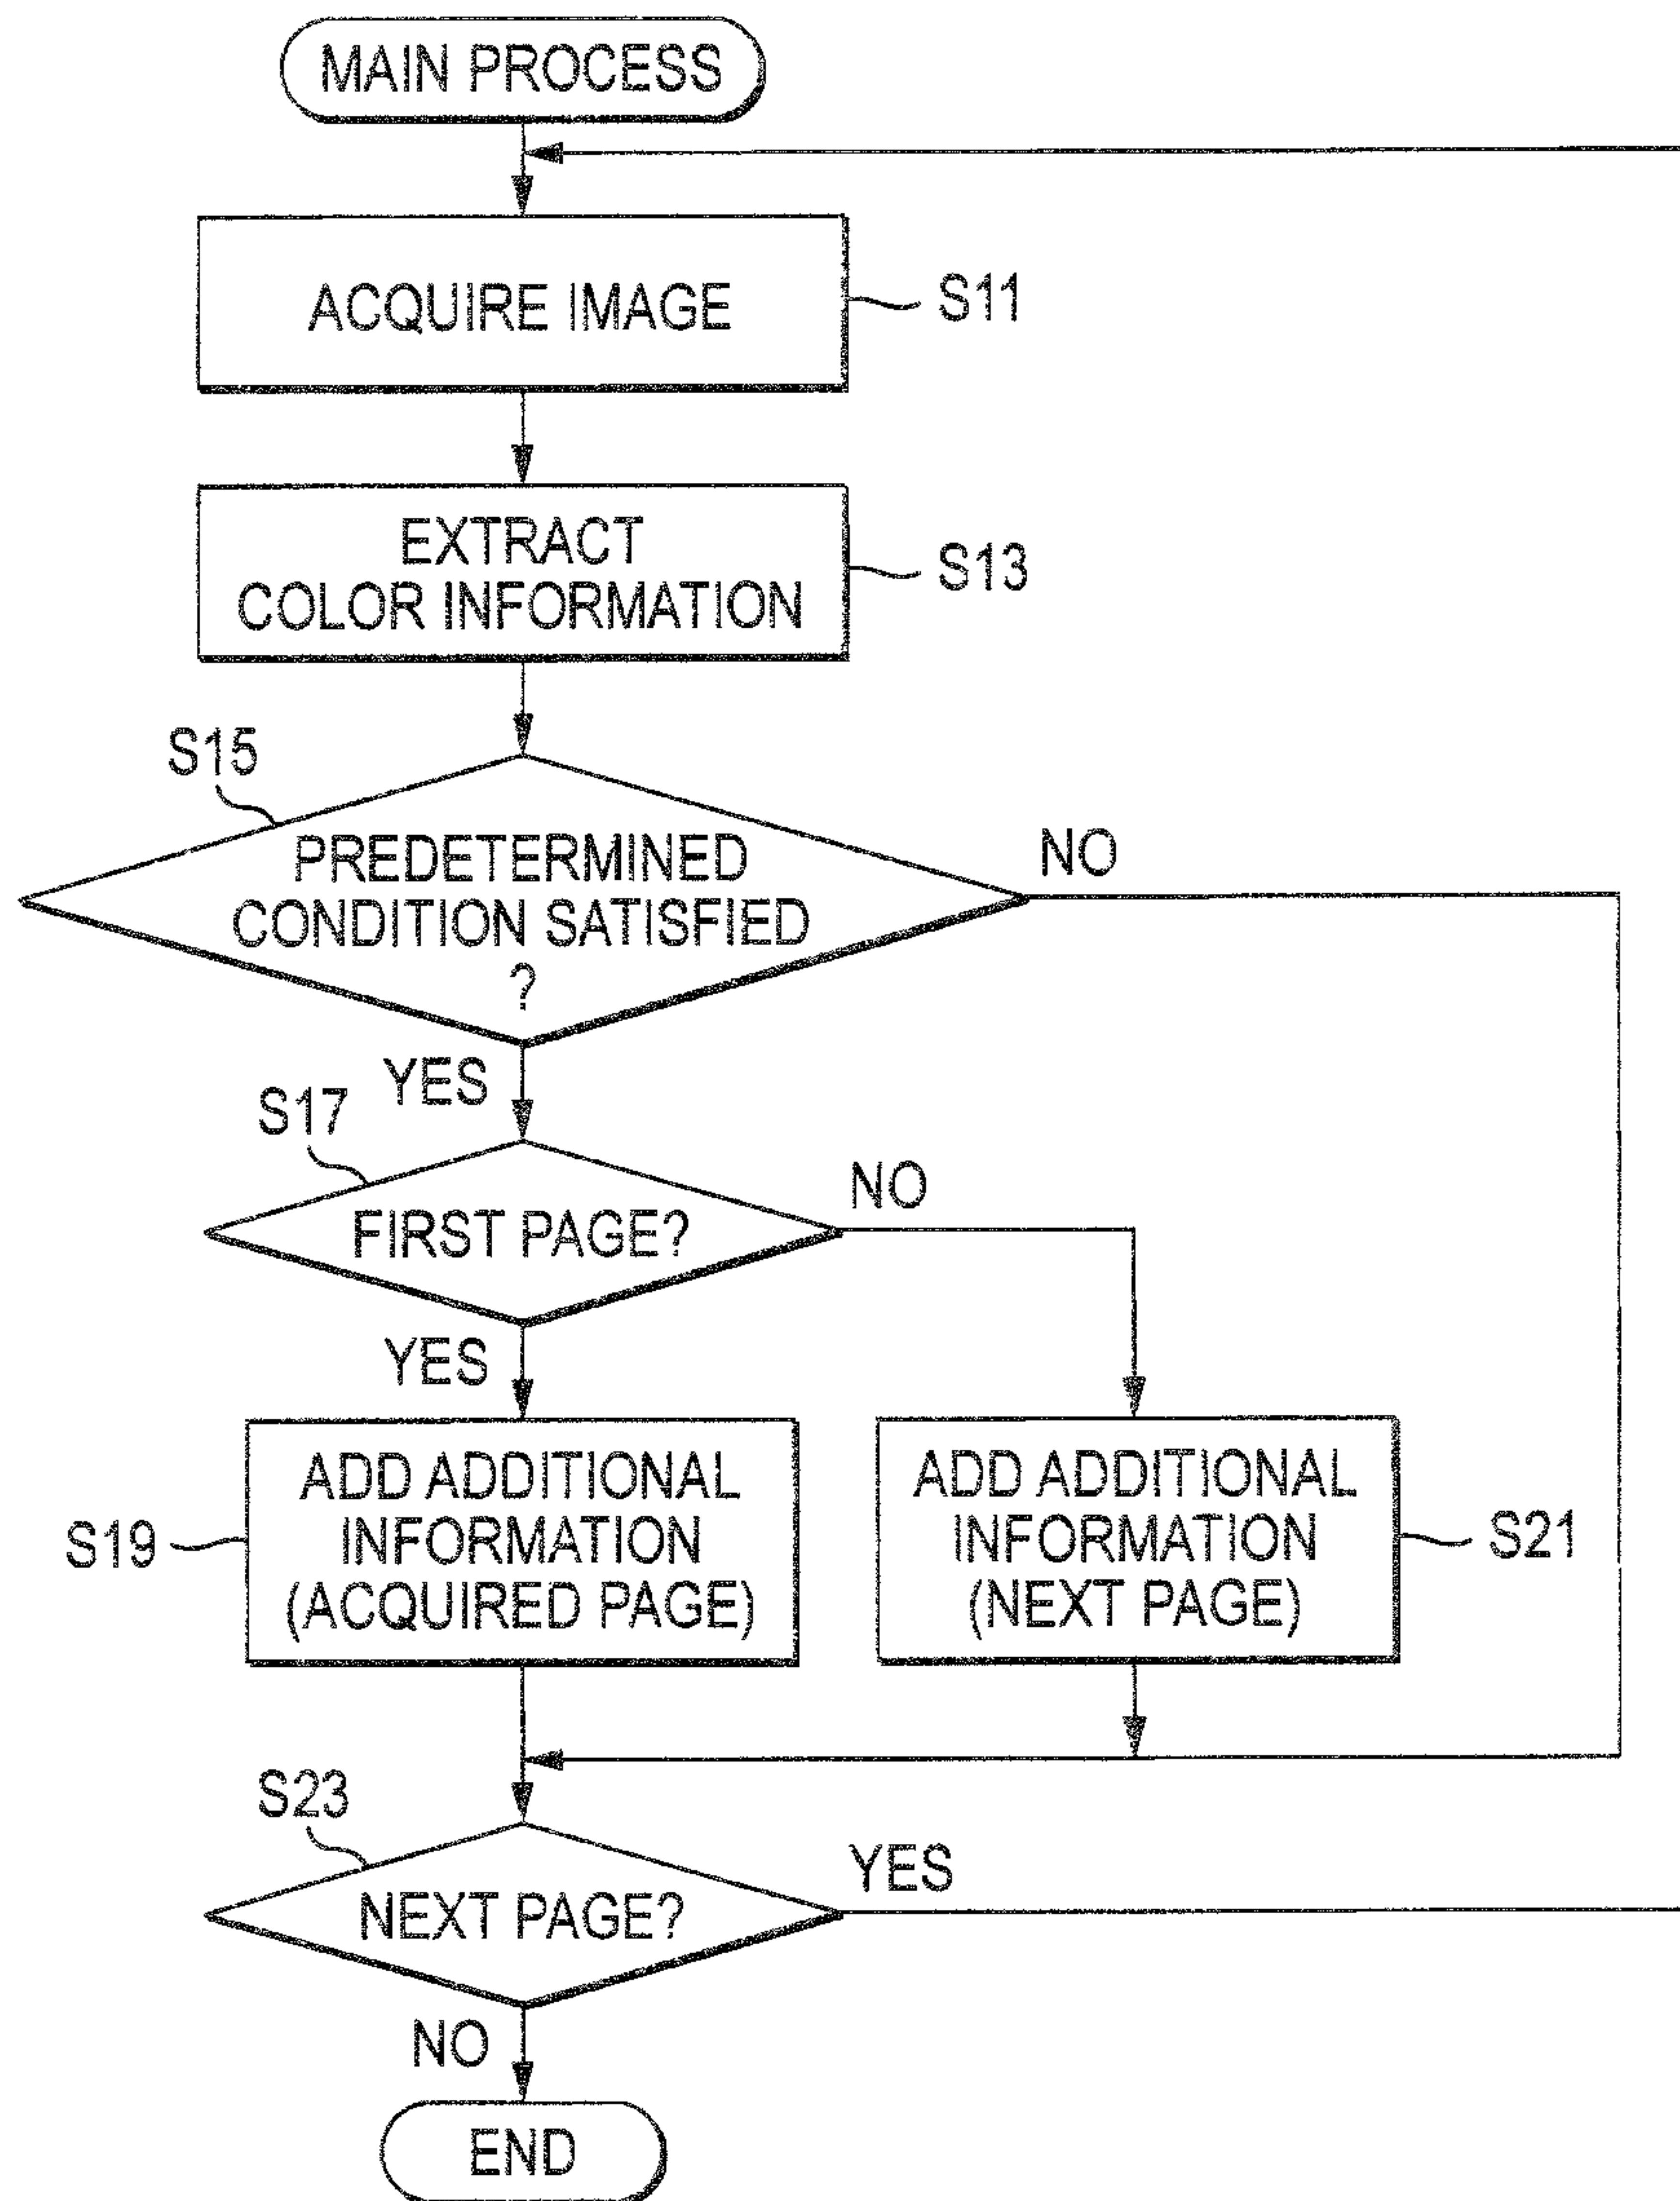 MAIN PROCESS
ACQUIRE IMAGE
S11
EXTRACT
COLOR INFORMATION
S13
S15
PREDETERMINED
CONDITION SATISFIED
?
NO
YES
S17
FIRST PAGE?
NO
YES
S19
ADD ADDITIONAL
INFORMATION
(ACQUIRED PAGE)
ADD ADDITIONAL
INFORMATION
(NEXT PAGE)
S21
S23
NEXT PAGE?
YES
NO
END